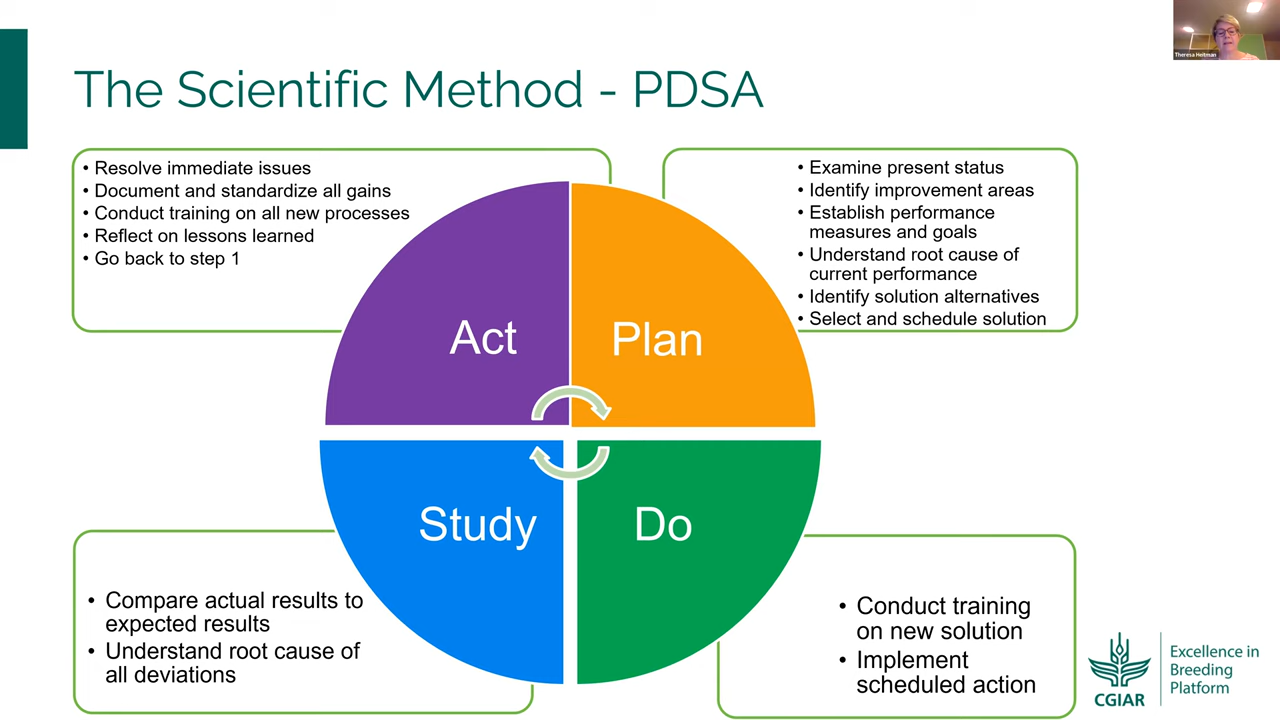 Theresa Heitman
The Scientific Method - PDSA
• Resolve immediate issues
• Document and standardize all gains
• Conduct training on all new processes
• Reflect on lessons learned
• Go back to step 1
• Examine present status
• Identify improvement areas
• Establish performance
measures and goals
• Understand root cause of
current performance
• Identify solution alternatives
• Select and schedule solution
Act
Plan
Study
Do
• Compare actual results to
expected results
• Understand root cause of
all deviations
• Conduct training
on new solution
• Implement
scheduled action
CGIAR
Excellence in
Breeding
Platform